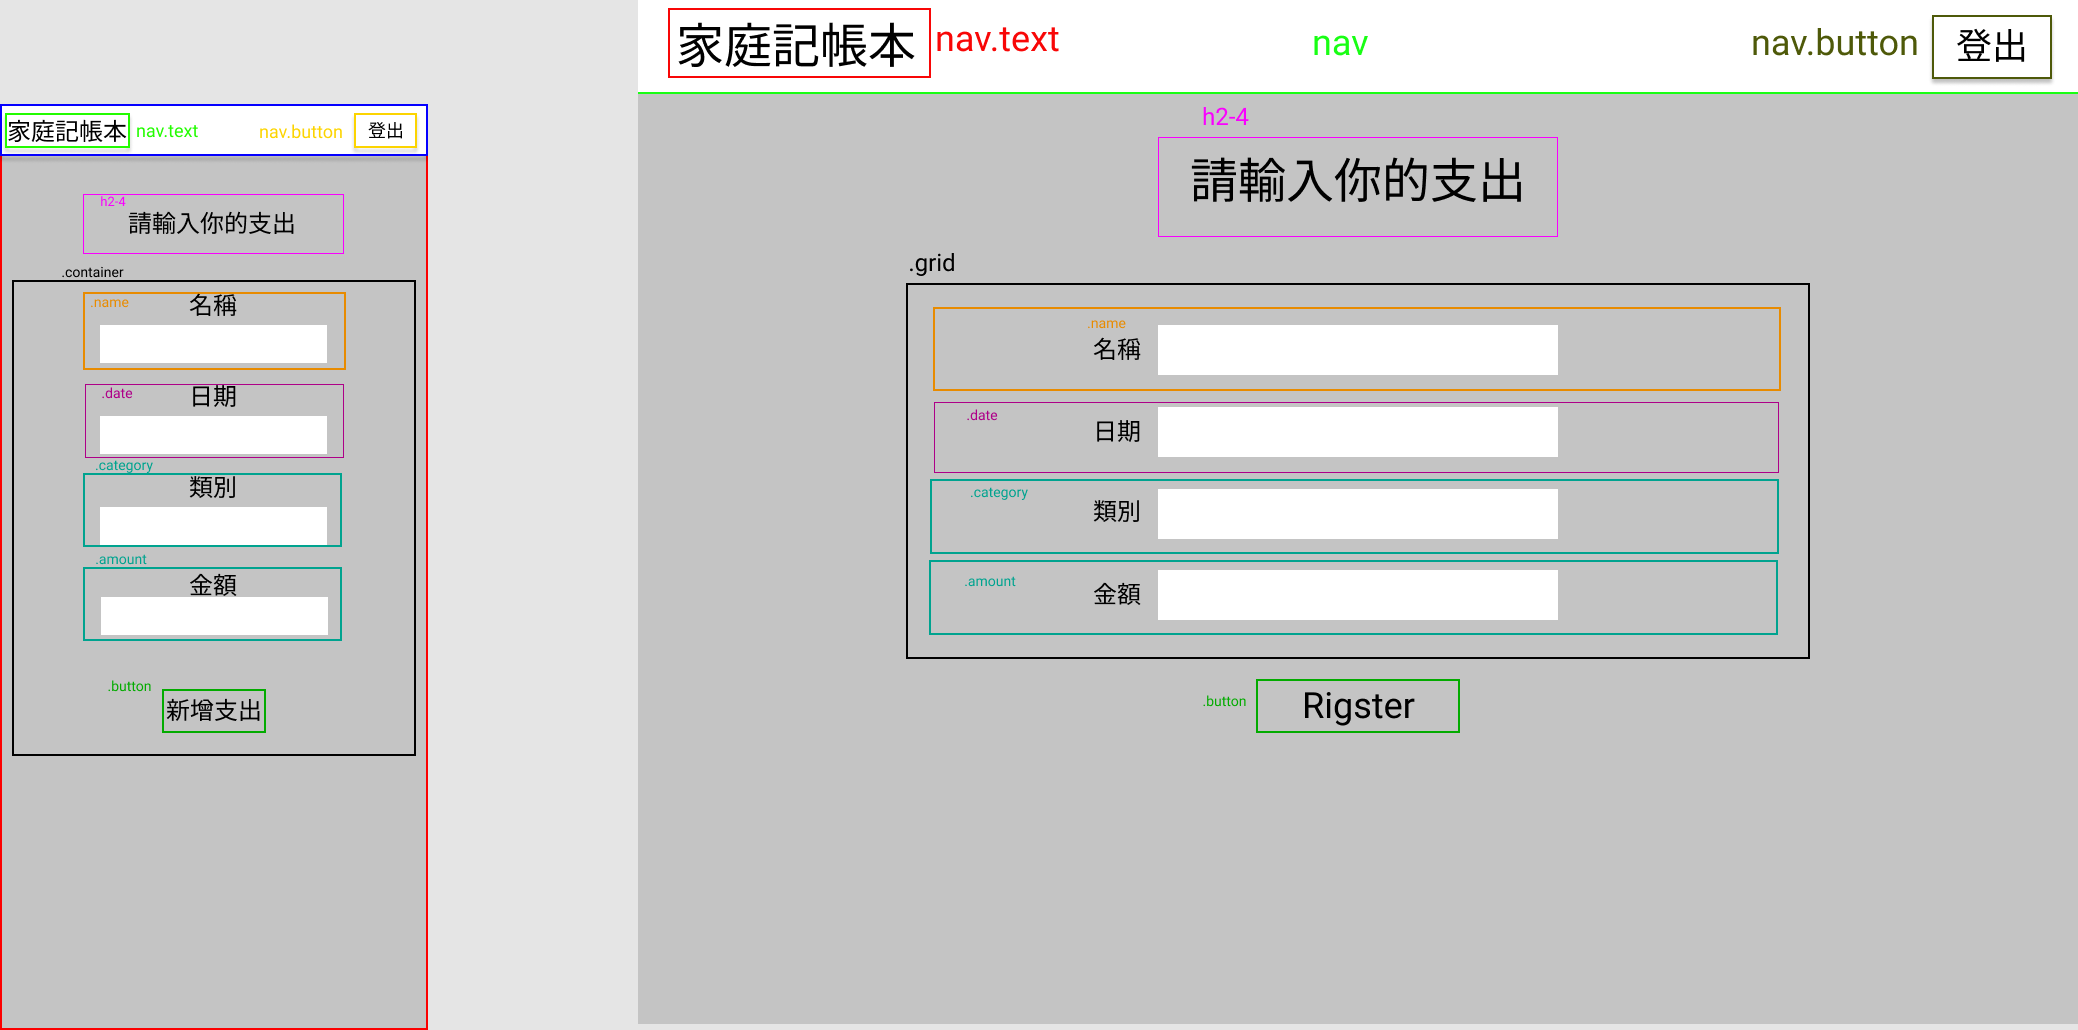 家庭記帳本
nav.text
nav.button
登出
h2-4
請輸入你的支出
.container
.name
名稱
.date
日期
.category
類別
.amount
金額
.button
新增支出
家庭記帳本
nav.text
nav
nav.button
登出
h2-4
請輸入你的支出
.grid
.name
名稱
.date
日期
.category
類別
.amount
金額
.button
Rigster